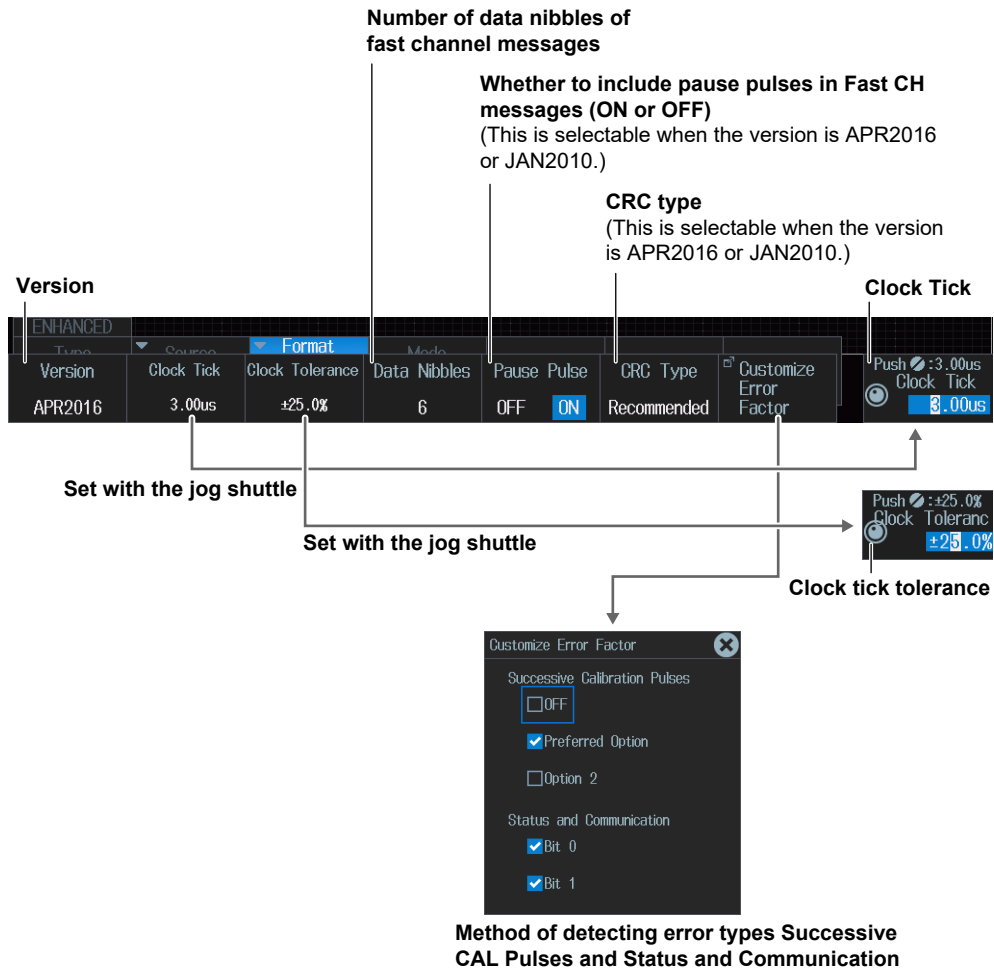 Number of data nibbles of
fast channel messages
Whether to include pause pulses in Fast CH
messages (ON or OFF)
(This is selectable when the version is APR2016
or JAN2010.)
CRC type
(This is selectable when the version
is APR2016 or JAN2010.)
Version
Clock Tick
ENHANCED
Type Source Format Mode
Version Clock Tick Clock Tolerance Data Nibbles Pause Pulse CRC Type Customize Error Factor
APR2016 3.00us ±25.0% 6 OFF ON Recommended
Push :3.00us
Clock Tick
3.00us
Set with the jog shuttle
Push :±25.0%
Clock Toleranc
±25.0%
Set with the jog shuttle
Clock tick tolerance
Customize Error Factor
Successive Calibration Pulses
OFF
Preferred Option
Option 2
Status and Communication
Bit 0
Bit 1
Method of detecting error types Successive
CAL Pulses and Status and Communication